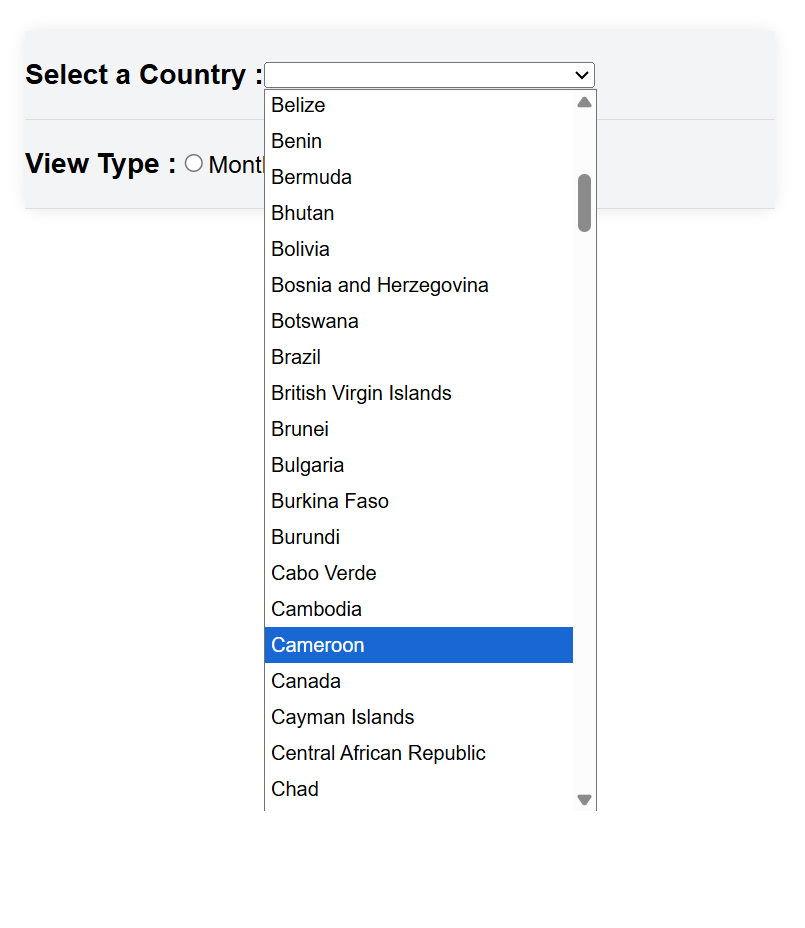 Select a Country :
Belize
Benin
View Type : Month
Bermuda
Bhutan
Bolivia
Bosnia and Herzegovina
Botswana
Brazil
British Virgin Islands
Brunei
Bulgaria
Burkina Faso
Burundi
Cabo Verde
Cambodia
Cameroon
Canada
Cayman Islands
Central African Republic
Chad